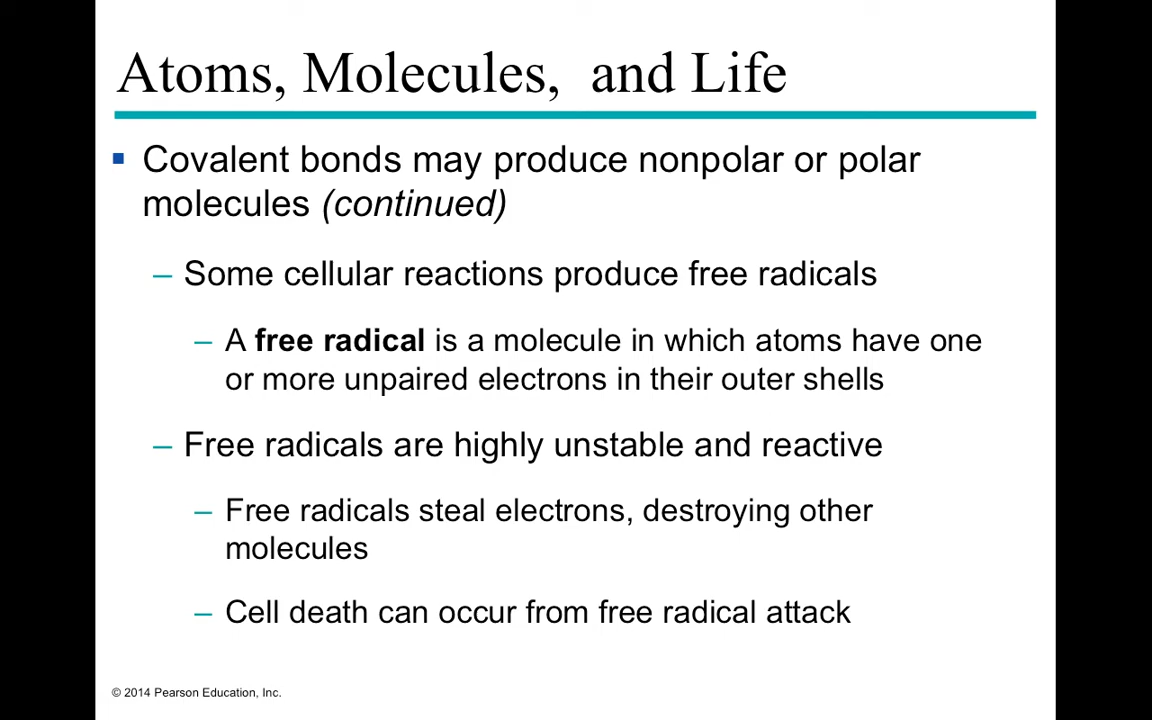 Atoms, Molecules,  and Life
▪ Covalent bonds may produce nonpolar or polar
molecules (continued)
– Some cellular reactions produce free radicals
– A free radical is a molecule in which atoms have one
or more unpaired electrons in their outer shells
– Free radicals are highly unstable and reactive
– Free radicals steal electrons, destroying other
molecules
– Cell death can occur from free radical attack
© 2014 Pearson Education, Inc.